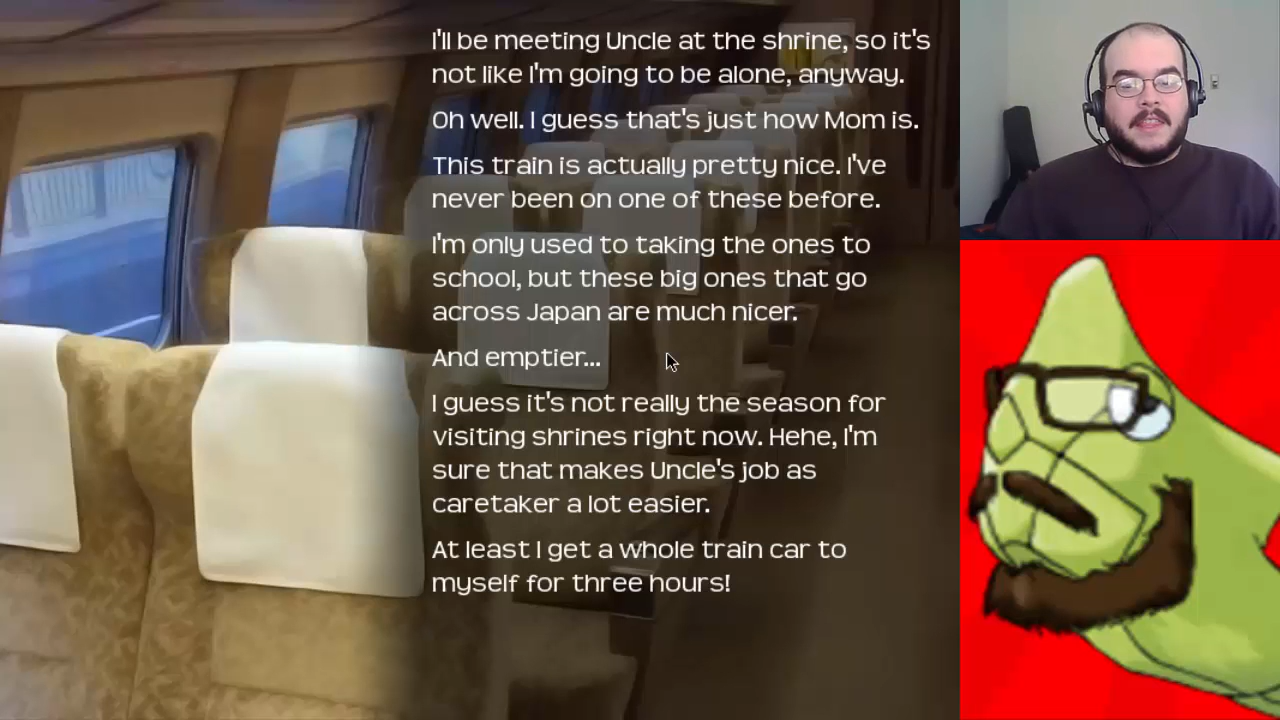 I'll be meeting Uncle at the shrine, so it's
not like I'm going to be alone, anyway.
Oh well. I guess that's just how Mom is.
This train is actually pretty nice. I've
never been on one of these before.
I'm only used to taking the ones to
school, but these big ones that go
across Japan are much nicer.
And emptier...
I guess it's not really the season for
visiting shrines right now. Hehe, I'm
sure that makes Uncle's job as
caretaker a lot easier.
At least I get a whole train car to
myself for three hours!